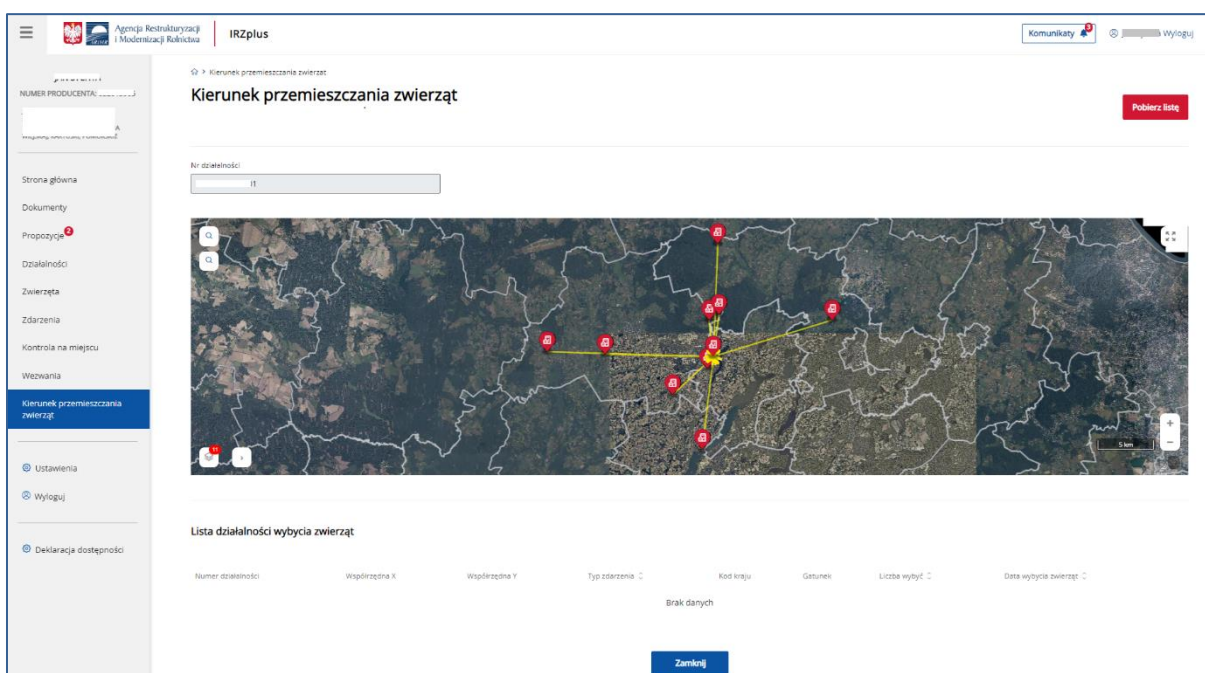 Agencja Restrukturyzacji
i Modernizacji Rolnictwa
IRZplus
Komunikaty 3
Wyloguj
NUMER PRODUCENTA:
A
Strona główna
Dokumenty
Propozycje 2
Działalności
Zwierzęta
Zdarzenia
Kontrola na miejscu
Wezwania
Kierunek przemieszczania
zwierząt
Ustawienia
Wyloguj
Deklaracja dostępności
Kierunek przemieszczania zwierząt
Kierunek przemieszczania zwierząt
Pobierz listę
Nr działalności
11
+
−
5 km
Lista działalności wybycia zwierząt
Numer działalności Współrzędna X Współrzędna Y Typ zdarzenia Kod kraju Gatunek Liczba wybyć Data wybycia zwierząt
Brak danych
Zamknij